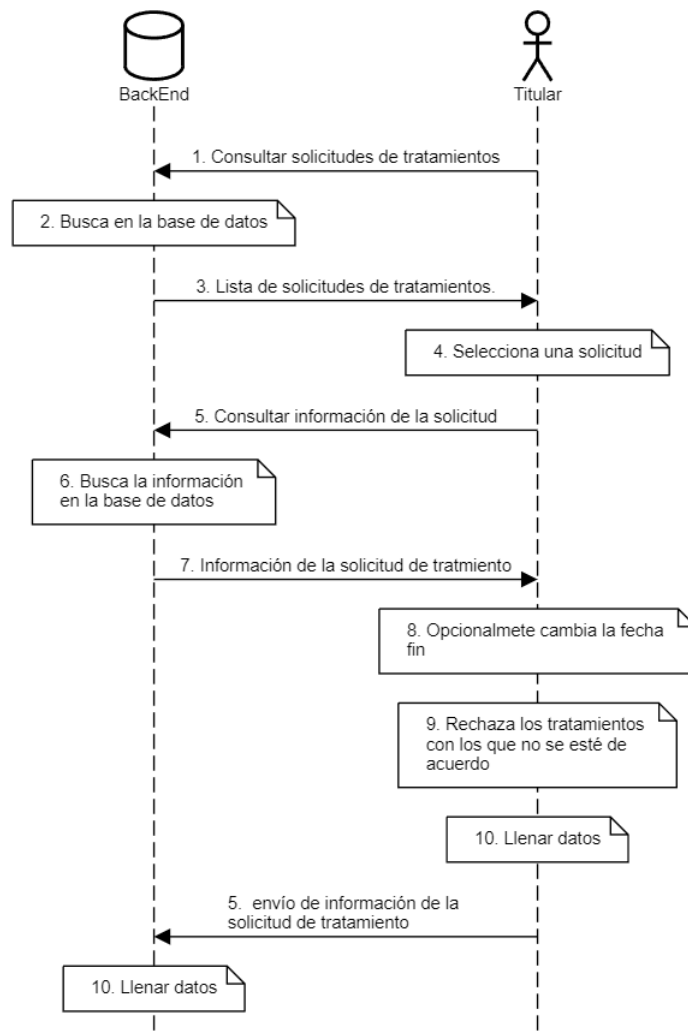 BackEnd
Titular
1. Consultar solicitudes de tratamientos
2. Busca en la base de datos
3. Lista de solicitudes de tratamientos.
4. Selecciona una solicitud
5. Consultar información de la solicitud
6. Busca la información
en la base de datos
7. Información de la solicitud de tratmiento
8. Opcionalmete cambia la fecha
fin
9. Rechaza los tratamientos
con los que no se esté de
acuerdo
10. Llenar datos
5. envío de información de la
solicitud de tratamiento
10. Llenar datos